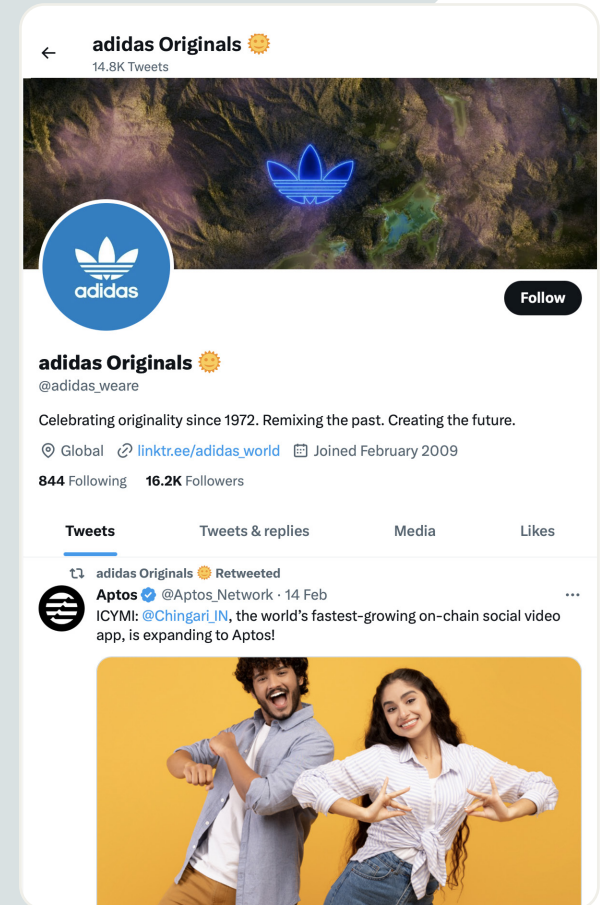 adidas Originals 🌞
14.8K Tweets
adidas
Follow
adidas Originals 🌞
@adidas_weare
Celebrating originality since 1972. Remixing the past. Creating the future.
Global linktr.ee/adidas_world Joined February 2009
844 Following 16.2K Followers
Tweets Tweets & replies Media Likes
adidas Originals 🌞 Retweeted
Aptos @Aptos_Network · 14 Feb
ICYMI: @Chingari_IN, the world's fastest-growing on-chain social video
app, is expanding to Aptos!